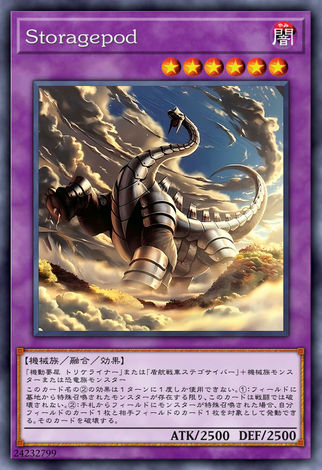 Storagepod
闇
【機械族／融合／効果】
「機動要犀 トリケライナー」または「盾航戦車ステゴサイバー」＋機械族モンスターまたは恐竜族モンスター
このカード名の②の効果は１ターンに１度しか使用できない。①：フィールドに墓地から特殊召喚されたモンスターが存在する限り、このカードは戦闘では破壊されない。②：手札からフィールドにモンスターが特殊召喚された場合、自分フィールドのカード１枚と相手フィールドのカード１枚を対象として発動できる。そのカードを破壊する。
ATK/2500 DEF/2500
24232799